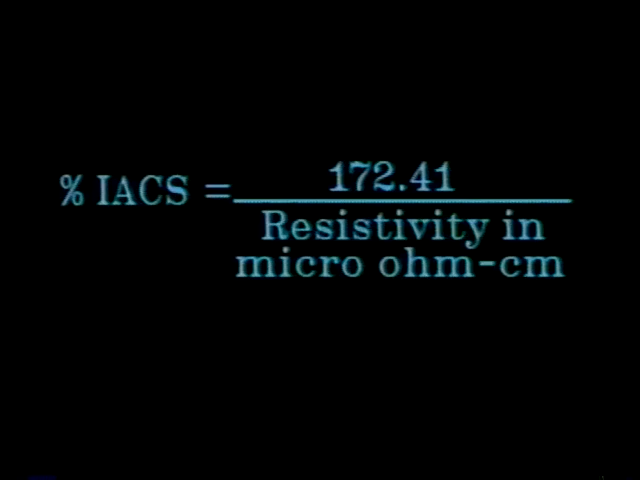 % IACS = 172.41
Resistivity in
micro ohm-cm